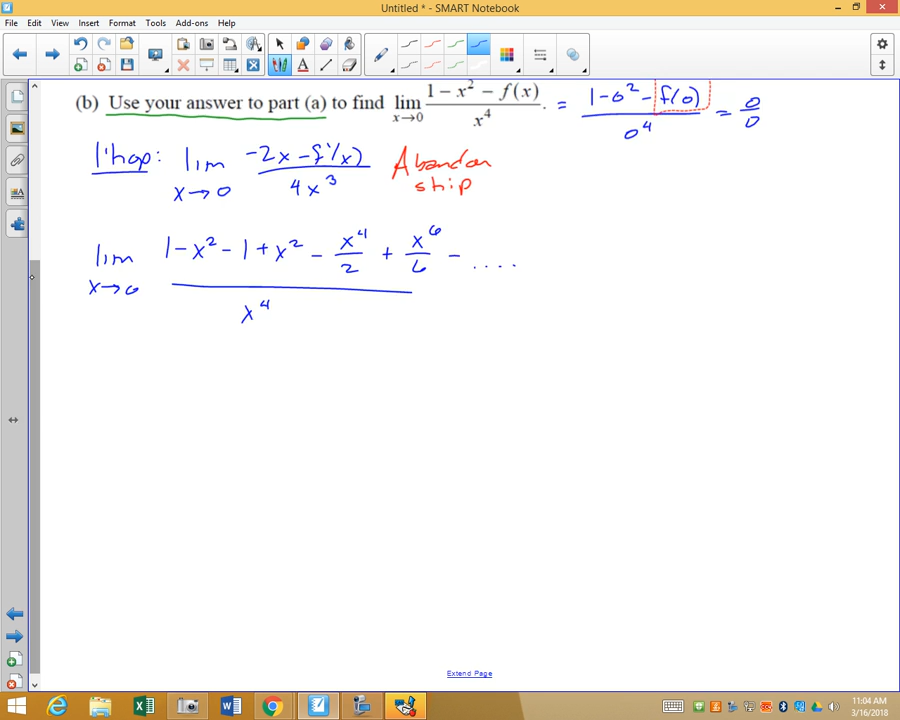 Untitled * - SMART Notebook
File Edit View Insert Format Tools Add-ons Help
(b) Use your answer to part (a) to find lim x→0 (1 − x² − f(x))/x⁴ . = (1−0² − f(0))/0⁴ = 0/0
l'hop: lim x→0 (−2x − f'(x))/(4x³) Abandon
ship
lim x→0 (1 − x² − 1 + x² − x⁴/2 + x⁶/6 − ....)/x⁴
Extend Page
11:04 AM
3/16/2018